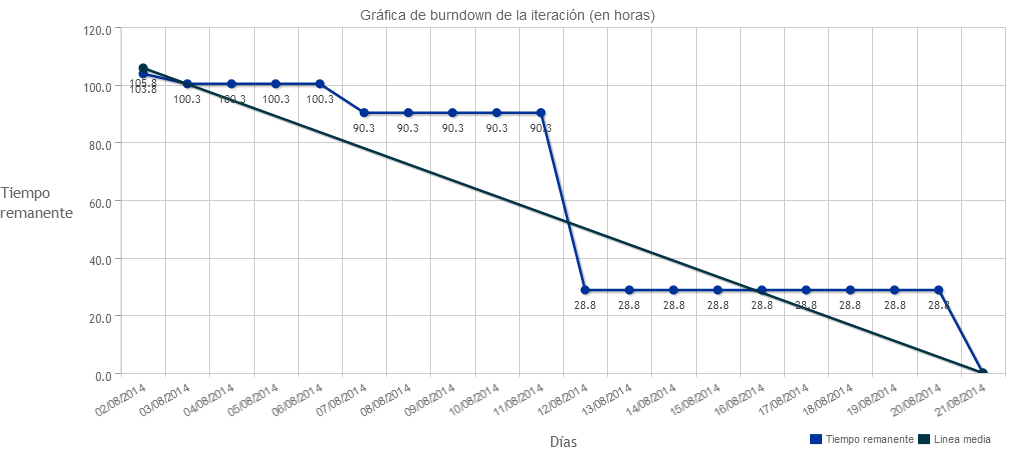 Gráfica de burndown de la iteración (en horas)
120.0
100.0
80.0
60.0
40.0
20.0
0.0
Tiempo
remanente
105.8
103.8
100.3 100.3 100.3 100.3
90.3 90.3 90.3 90.3 90.3
28.8 28.8 28.8 28.8 28.8 28.8 28.8 28.8 28.8
02/08/2014 03/08/2014 04/08/2014 05/08/2014 06/08/2014 07/08/2014 08/08/2014 09/08/2014 10/08/2014 11/08/2014 12/08/2014 13/08/2014 14/08/2014 15/08/2014 16/08/2014 17/08/2014 18/08/2014 19/08/2014 20/08/2014 21/08/2014
Días
Tiempo remanente Linea media